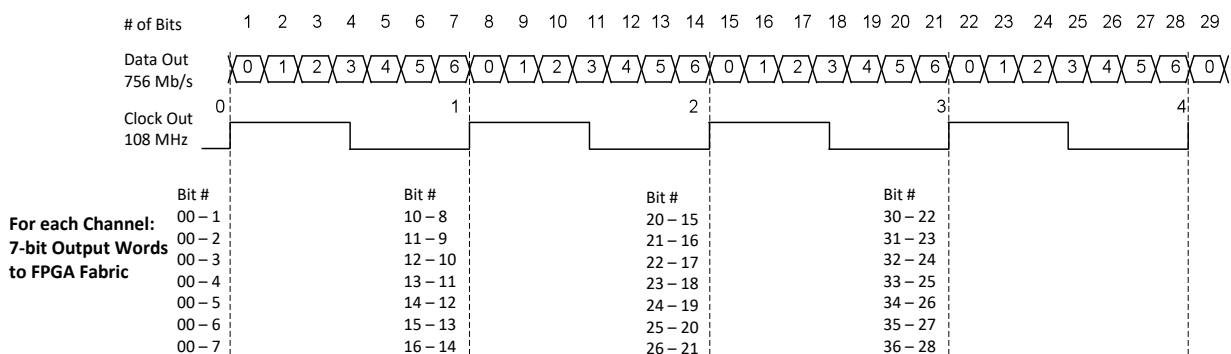 # of Bits 1 2 3 4 5 6 7 8 9 10 11 12 13 14 15 16 17 18 19 20 21 22 23 24 25 26 27 28 29
Data Out 0 1 2 3 4 5 6 0 1 2 3 4 5 6 0 1 2 3 4 5 6 0 1 2 3 4 5 6 0
756 Mb/s
0 1 2 3 4
Clock Out
108 MHz
Bit # Bit # Bit # Bit #
00 – 1 10 – 8 20 – 15 30 – 22
For each Channel:
00 – 2 11 – 9 21 – 16 31 – 23
7-bit Output Words
00 – 3 12 – 10 22 – 17 32 – 24
to FPGA Fabric
00 – 4 13 – 11 23 – 18 33 – 25
00 – 5 14 – 12 24 – 19 34 – 26
00 – 6 15 – 13 25 – 20 35 – 27
00 – 7 16 – 14 26 – 21 36 – 28